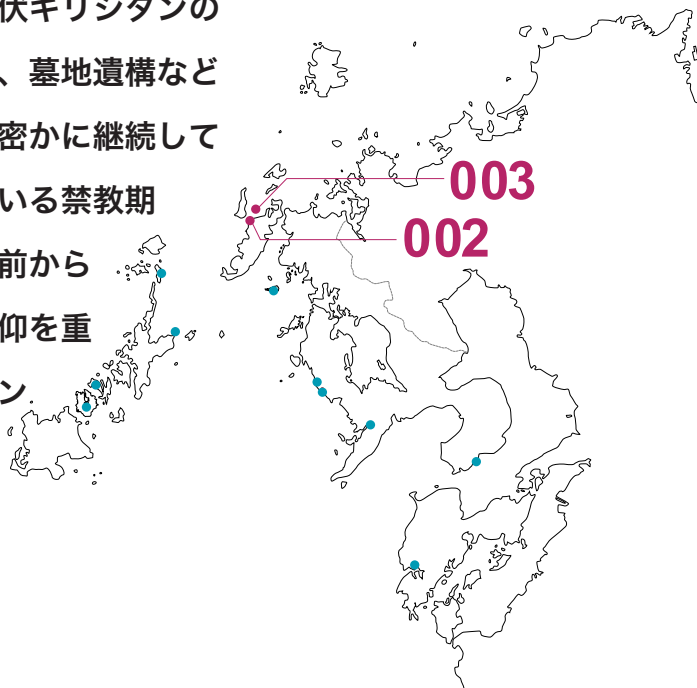 伏キリシタンの
、墓地遺構など
密かに継続して
いる禁教期
前から
仰を重
ン
003
002